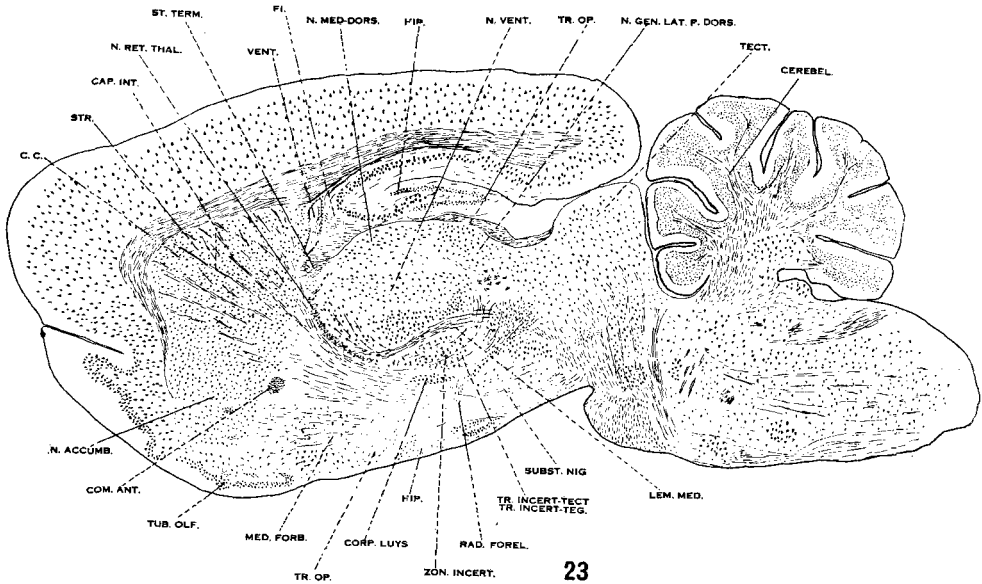 ST. TERM.
FI.
N. MED-DORS.
HIP.
N. VENT.
TR. OP.
N. GEN. LAT. P. DORS.
N. RET. THAL.
VENT.
TECT.
CAP. INT.
CEREBEL.
STR.
C. C.
N. ACCUMB.
COM. ANT.
TUB. OLF.
MED. FORB.
TR. OP.
CORP. LUYS
HIP.
ZON. INCERT.
RAD. FOREL.
TR. INCERT-TECT
TR. INCERT-TEG.
SUBST. NIG
LEM. MED.
23